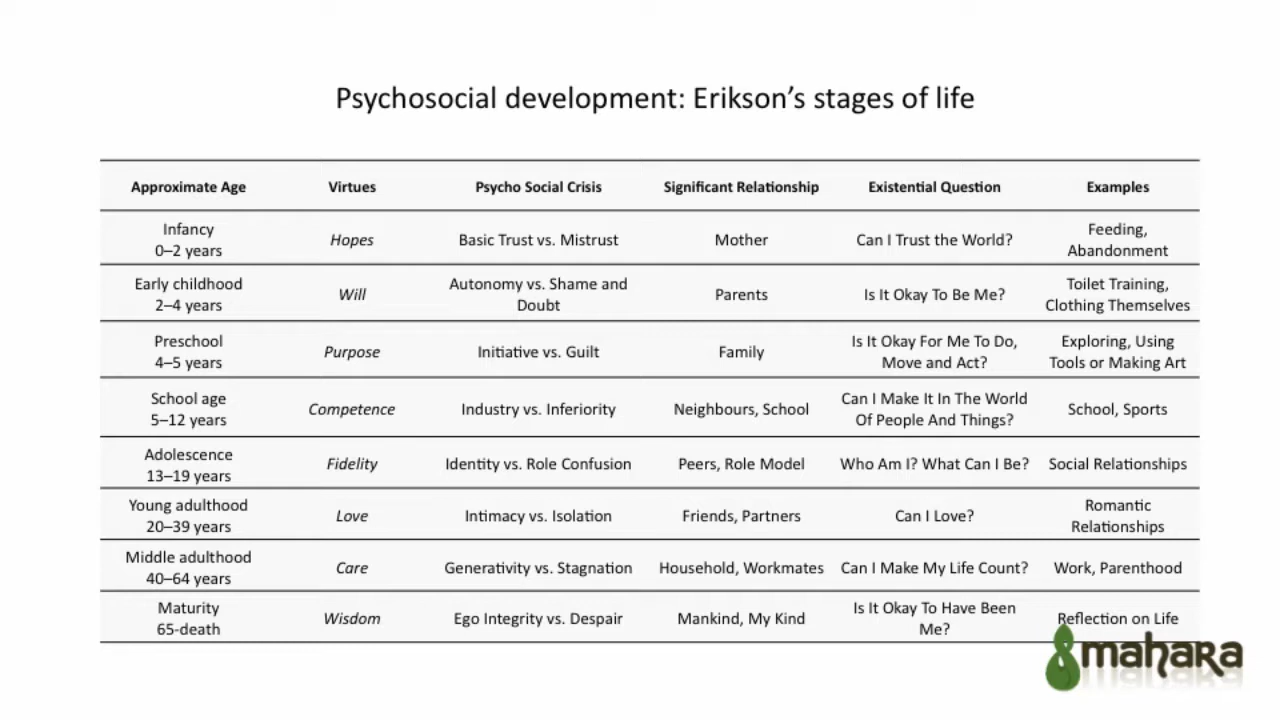 Psychosocial development: Erikson's stages of life
Approximate Age Virtues Psycho Social Crisis Significant Relationship Existential Question Examples
Infancy
0–2 years
Hopes
Basic Trust vs. Mistrust
Mother
Can I Trust the World?
Feeding,
Abandonment
Early childhood
2–4 years
Will
Autonomy vs. Shame and
Doubt
Parents
Is It Okay To Be Me?
Toilet Training,
Clothing Themselves
Preschool
4–5 years
Purpose
Initiative vs. Guilt
Family
Is It Okay For Me To Do,
Move and Act?
Exploring, Using
Tools or Making Art
School age
5–12 years
Competence
Industry vs. Inferiority
Neighbours, School
Can I Make It In The World
Of People And Things?
School, Sports
Adolescence
13–19 years
Fidelity
Identity vs. Role Confusion
Peers, Role Model
Who Am I? What Can I Be?
Social Relationships
Young adulthood
20–39 years
Love
Intimacy vs. Isolation
Friends, Partners
Can I Love?
Romantic
Relationships
Middle adulthood
40–64 years
Care
Generativity vs. Stagnation
Household, Workmates
Can I Make My Life Count?
Work, Parenthood
Maturity
65-death
Wisdom
Ego Integrity vs. Despair
Mankind, My Kind
Is It Okay To Have Been
Me?
Reflection on Life
mahara